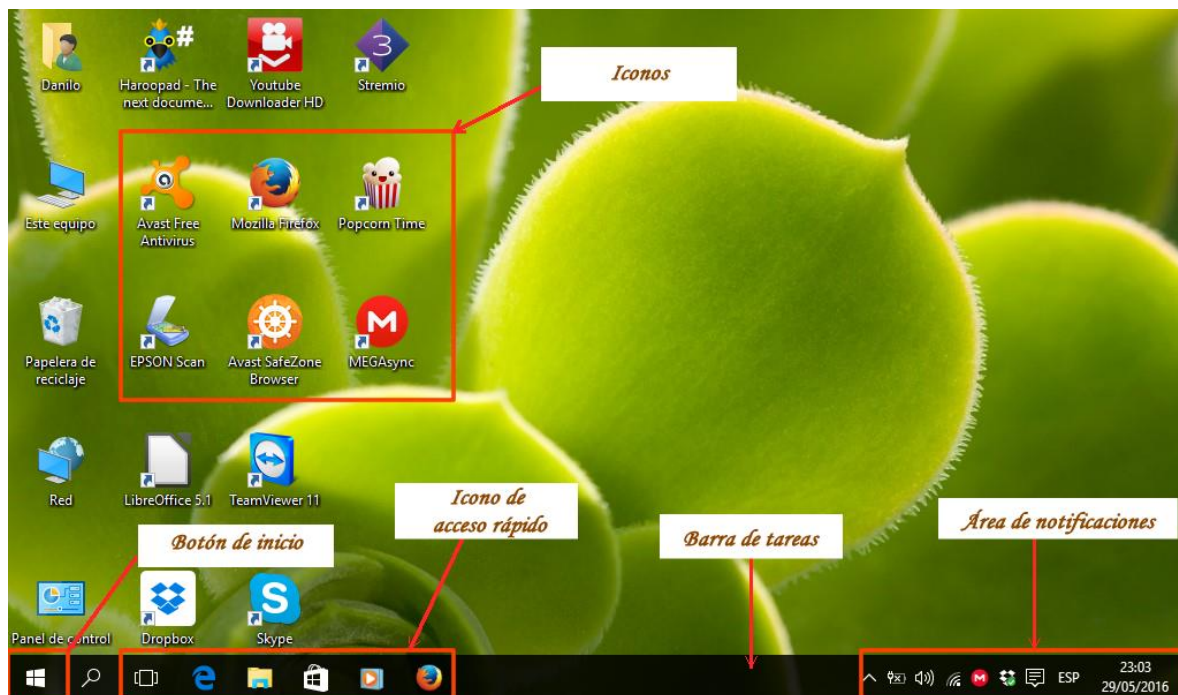 Danilo
Haroopad - The
next docume...
Youtube
Downloader HD
Stremio
Iconos
Este equipo
Avast Free
Antivirus
Mozilla Firefox
Popcorn Time
Papelera de
reciclaje
EPSON Scan
Avast SafeZone
Browser
MEGAsync
Red
LibreOffice 5.1
TeamViewer 11
Icono de
acceso rápido
Botón de inicio
Barra de tareas
Área de notificaciones
Panel de control
Dropbox
Skype
ESP
23:03
29/05/2016